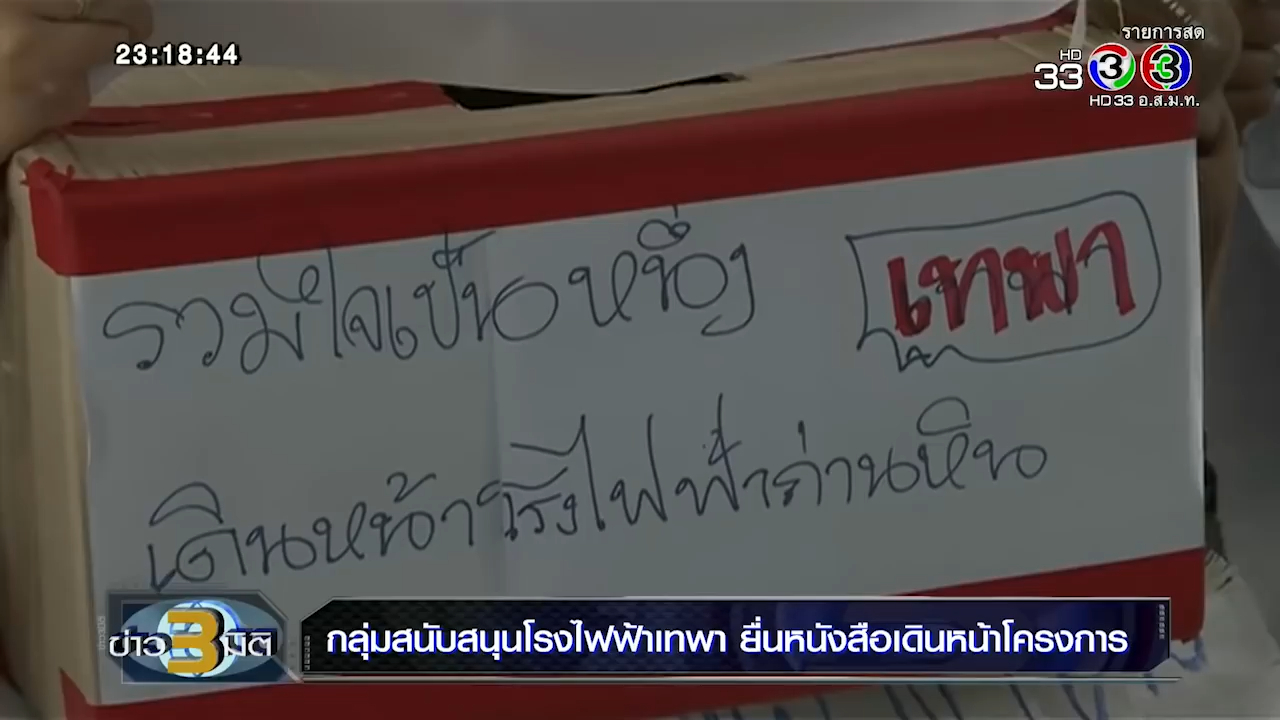 23:18:44
รายการสด
HD
33 3 3
HD 33 อ.ส.ม.ท.
รวมใจเป็นหนึ่ง เทพา
เดินหน้าโรงไฟฟ้าถ่านหิน
ข่าว 3 มิติ
กลุ่มสนับสนุนโรงไฟฟ้าเทพา ยื่นหนังสือเดินหน้าโครงการ